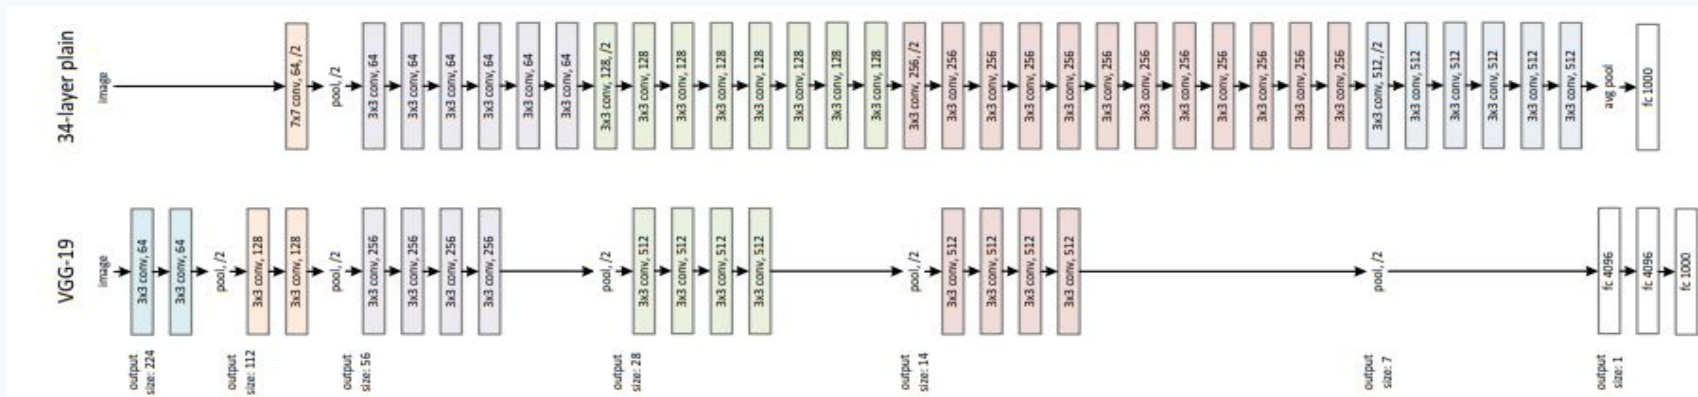 34-layer plain
image
7x7 conv, 64, /2
pool, /2
3x3 conv, 64
3x3 conv, 64
3x3 conv, 64
3x3 conv, 64
3x3 conv, 64
3x3 conv, 64
3x3 conv, 128, /2
3x3 conv, 128
3x3 conv, 128
3x3 conv, 128
3x3 conv, 128
3x3 conv, 128
3x3 conv, 128
3x3 conv, 128
3x3 conv, 256, /2
3x3 conv, 256
3x3 conv, 256
3x3 conv, 256
3x3 conv, 256
3x3 conv, 256
3x3 conv, 256
3x3 conv, 256
3x3 conv, 256
3x3 conv, 256
3x3 conv, 256
3x3 conv, 256
3x3 conv, 512, /2
3x3 conv, 512
3x3 conv, 512
3x3 conv, 512
3x3 conv, 512
3x3 conv, 512
avg pool
fc 1000
VGG-19
image
3x3 conv, 64
3x3 conv, 64
pool, /2
3x3 conv, 128
3x3 conv, 128
pool, /2
3x3 conv, 256
3x3 conv, 256
3x3 conv, 256
3x3 conv, 256
pool, /2
3x3 conv, 512
3x3 conv, 512
3x3 conv, 512
3x3 conv, 512
pool, /2
3x3 conv, 512
3x3 conv, 512
3x3 conv, 512
3x3 conv, 512
pool, /2
fc 4096
fc 4096
fc 1000
output
size: 224
output
size: 112
output
size: 56
output
size: 28
output
size: 14
output
size: 7
output
size: 1